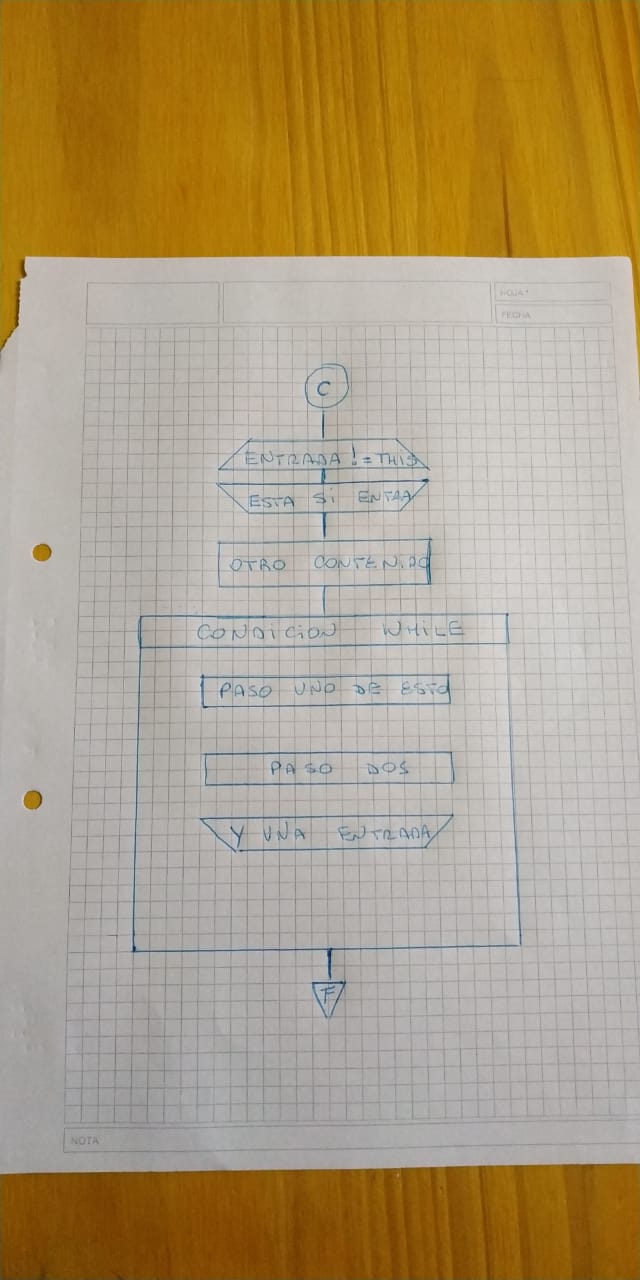 HOJA Nº
FECHA
C
ENTRADA != THIS
ESTA Si ENTRA
OTRO CONTENIDO
CONDiCiON WHILE
PASO UNO DE ESTO
PASO DOS
Y UNA ENTRADA
F
NOTA